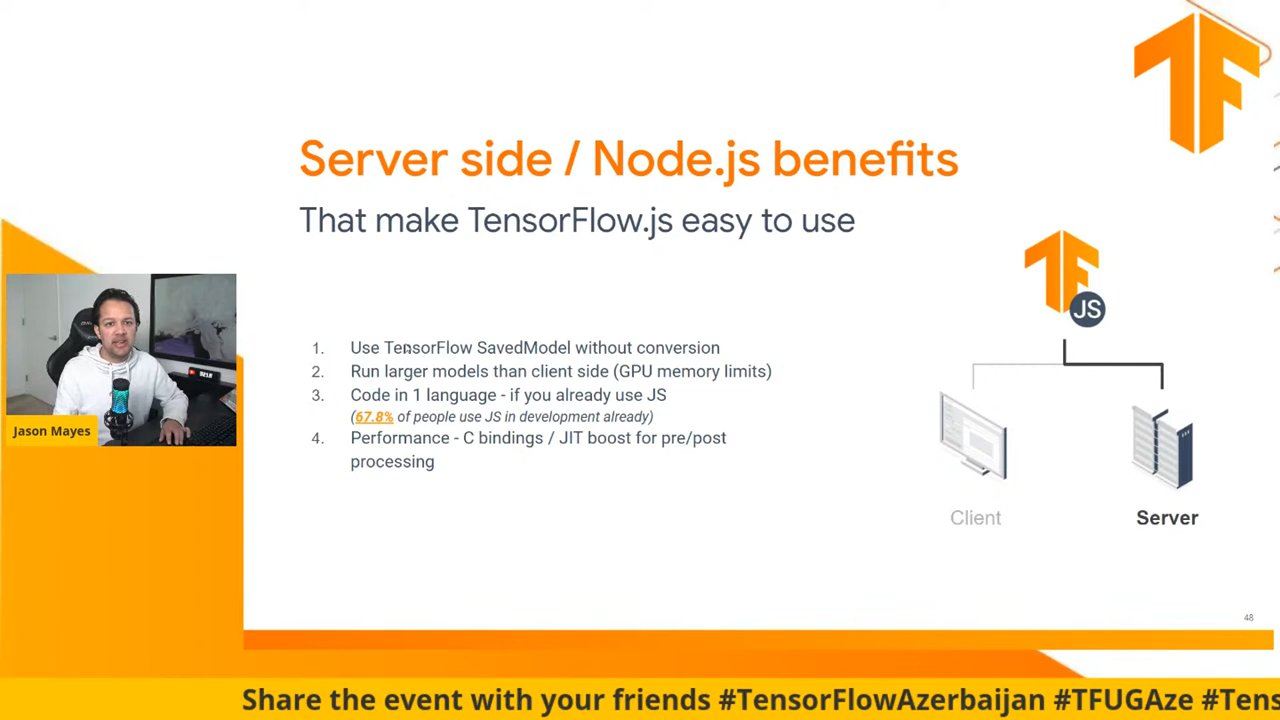 Server side / Node.js benefits
That make TensorFlow.js easy to use
1. Use TensorFlow SavedModel without conversion
2. Run larger models than client side (GPU memory limits)
3. Code in 1 language - if you already use JS
(67.8% of people use JS in development already)
4. Performance - C bindings / JIT boost for pre/post
processing
JS
Client
Server
Jason Mayes
48
Share the event with your friends #TensorFlowAzerbaijan #TFUGAze #Tens